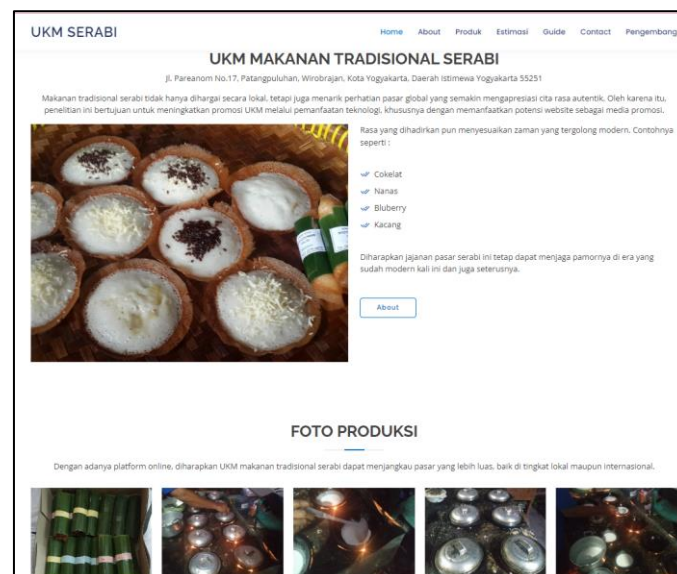 UKM SERABI
Home About Produk Estimasi Guide Contact Pengembang
UKM MAKANAN TRADISIONAL SERABI
Jl. Pareanom No.17, Patangpuluhan, Wirobrajan, Kota Yogyakarta, Daerah Istimewa Yogyakarta 55251
Makanan tradisional serabi tidak hanya dihargai secara lokal, tetapi juga menarik perhatian pasar global yang semakin mengapresiasi cita rasa autentik. Oleh karena itu,
penelitian ini bertujuan untuk meningkatkan promosi UKM melalui pemanfaatan teknologi, khususnya dengan memanfaatkan potensi website sebagai media promosi.
Rasa yang dihadirkan pun menyesuaikan zaman yang tergolong modern. Contohnya
seperti :
Cokelat
Nanas
Bluberry
Kacang
Diharapkan jajanan pasar serabi ini tetap dapat menjaga pamornya di era yang
sudah modern kali ini dan juga seterusnya.
About
FOTO PRODUKSI
Dengan adanya platform online, diharapkan UKM makanan tradisional serabi dapat menjangkau pasar yang lebih luas, baik di tingkat lokal maupun internasional.